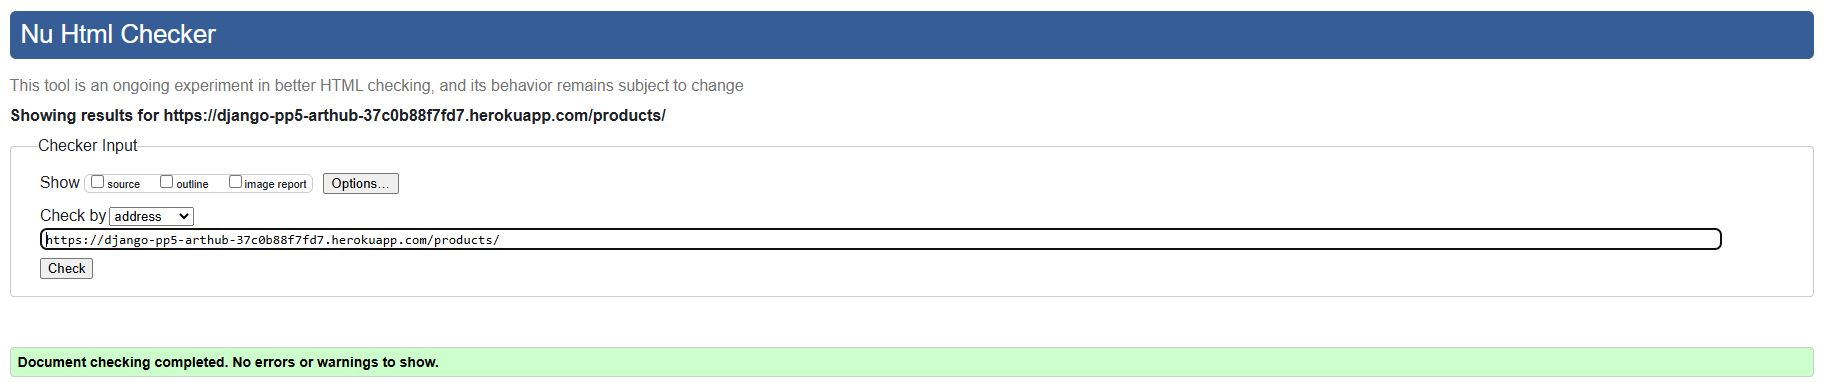 Nu Html Checker
This tool is an ongoing experiment in better HTML checking, and its behavior remains subject to change
Showing results for https://django-pp5-arthub-37c0b88f7fd7.herokuapp.com/products/
Checker Input
Show source outline image report Options...
Check by address
https://django-pp5-arthub-37c0b88f7fd7.herokuapp.com/products/
Check
Document checking completed. No errors or warnings to show.